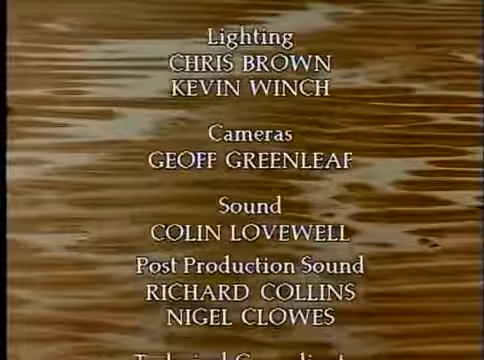 Lighting
CHRIS BROWN
KEVIN WINCH
Cameras
GEOFF GREENLEAF
Sound
COLIN LOVEWELL
Post Production Sound
RICHARD COLLINS
NIGEL CLOWES